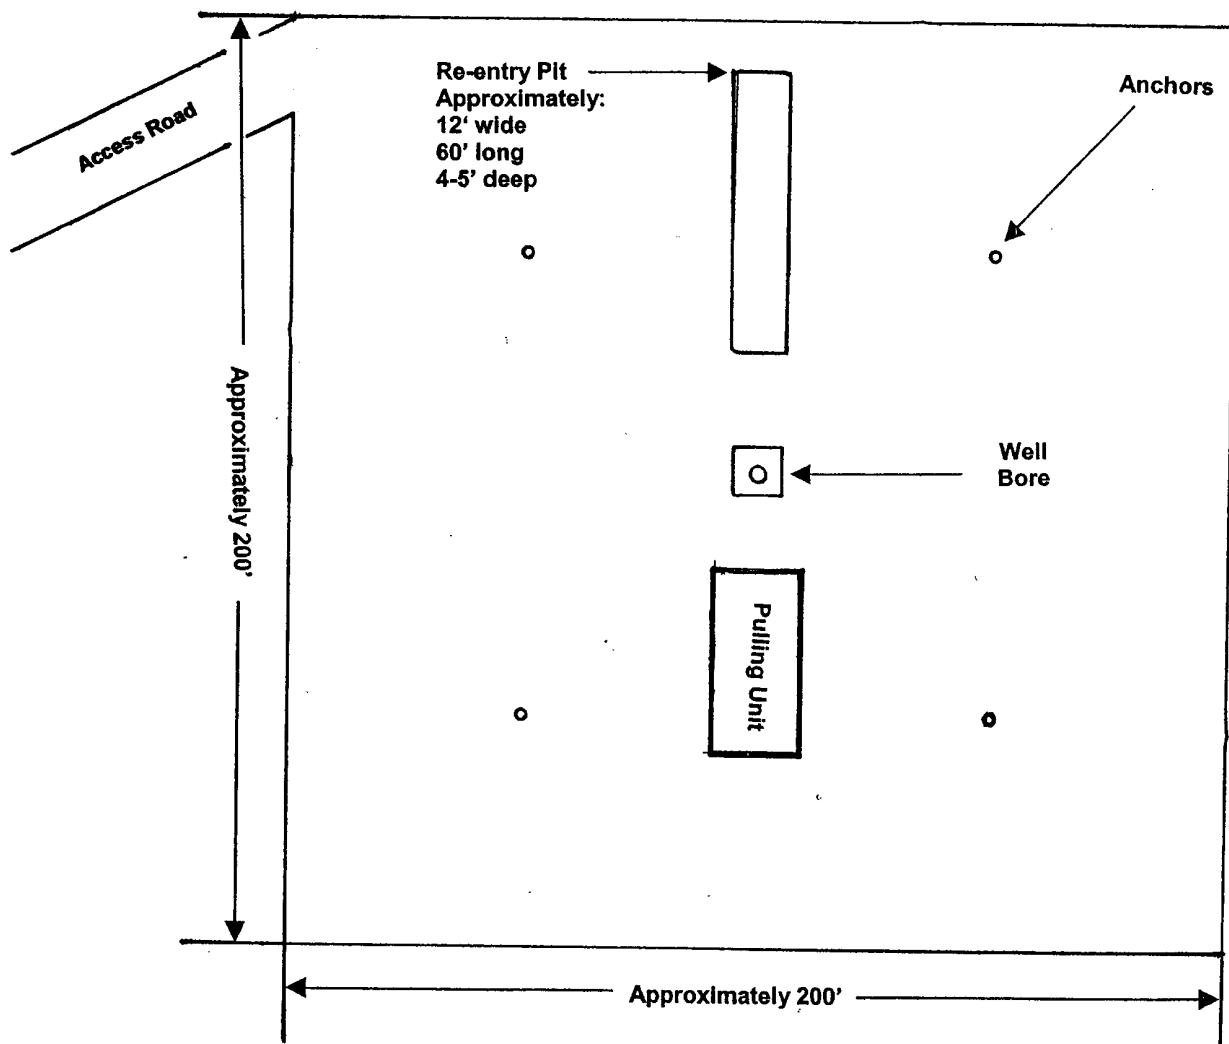 Re-entry Pit
Approximately:
12' wide
60' long
4-5' deep
Anchors
Access Road
Approximately 200'
Well
Bore
Pulling Unit
Approximately 200'